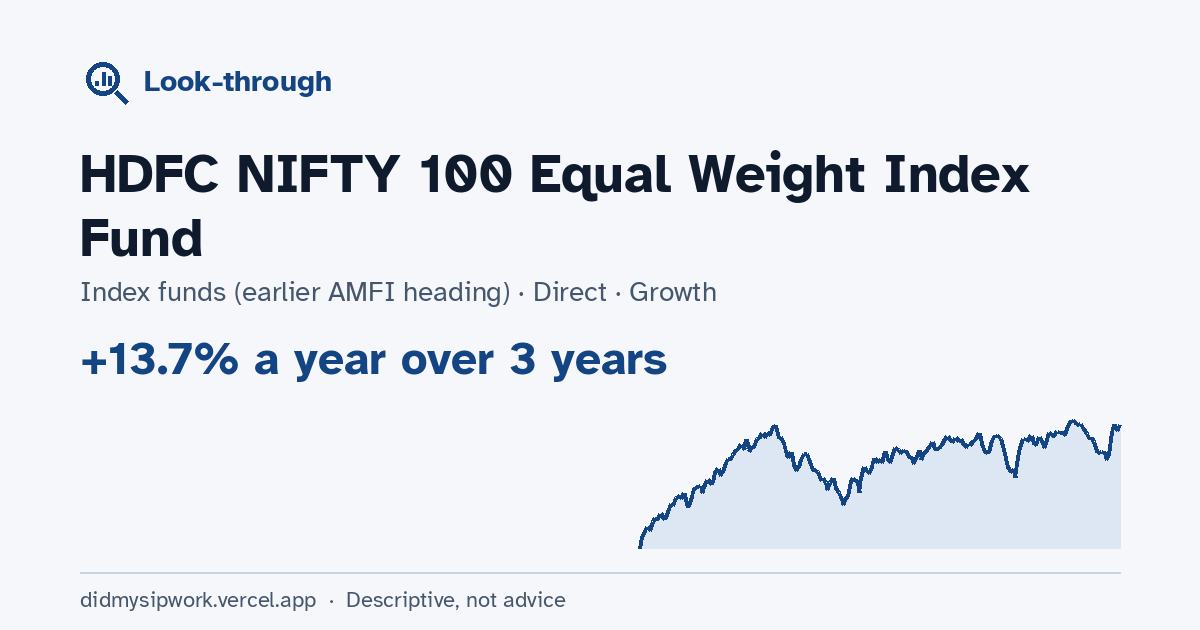 Look-through
HDFC NIFTY 100 Equal Weight Index
Fund
Index funds (earlier AMFI heading) · Direct · Growth
+13.7% a year over 3 years
didmysipwork.vercel.app · Descriptive, not advice